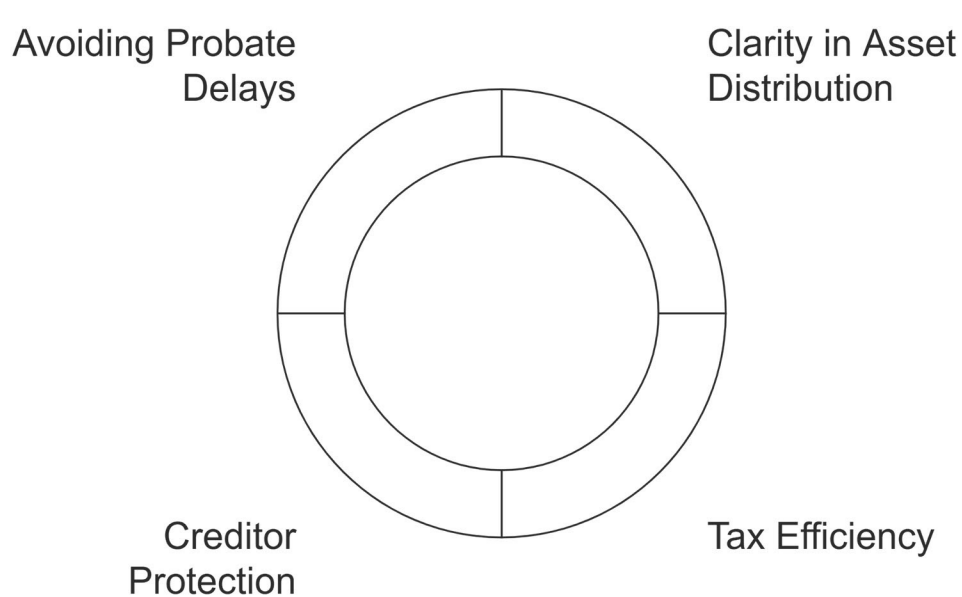 Avoiding Probate
Delays
Clarity in Asset
Distribution
Creditor
Protection
Tax Efficiency